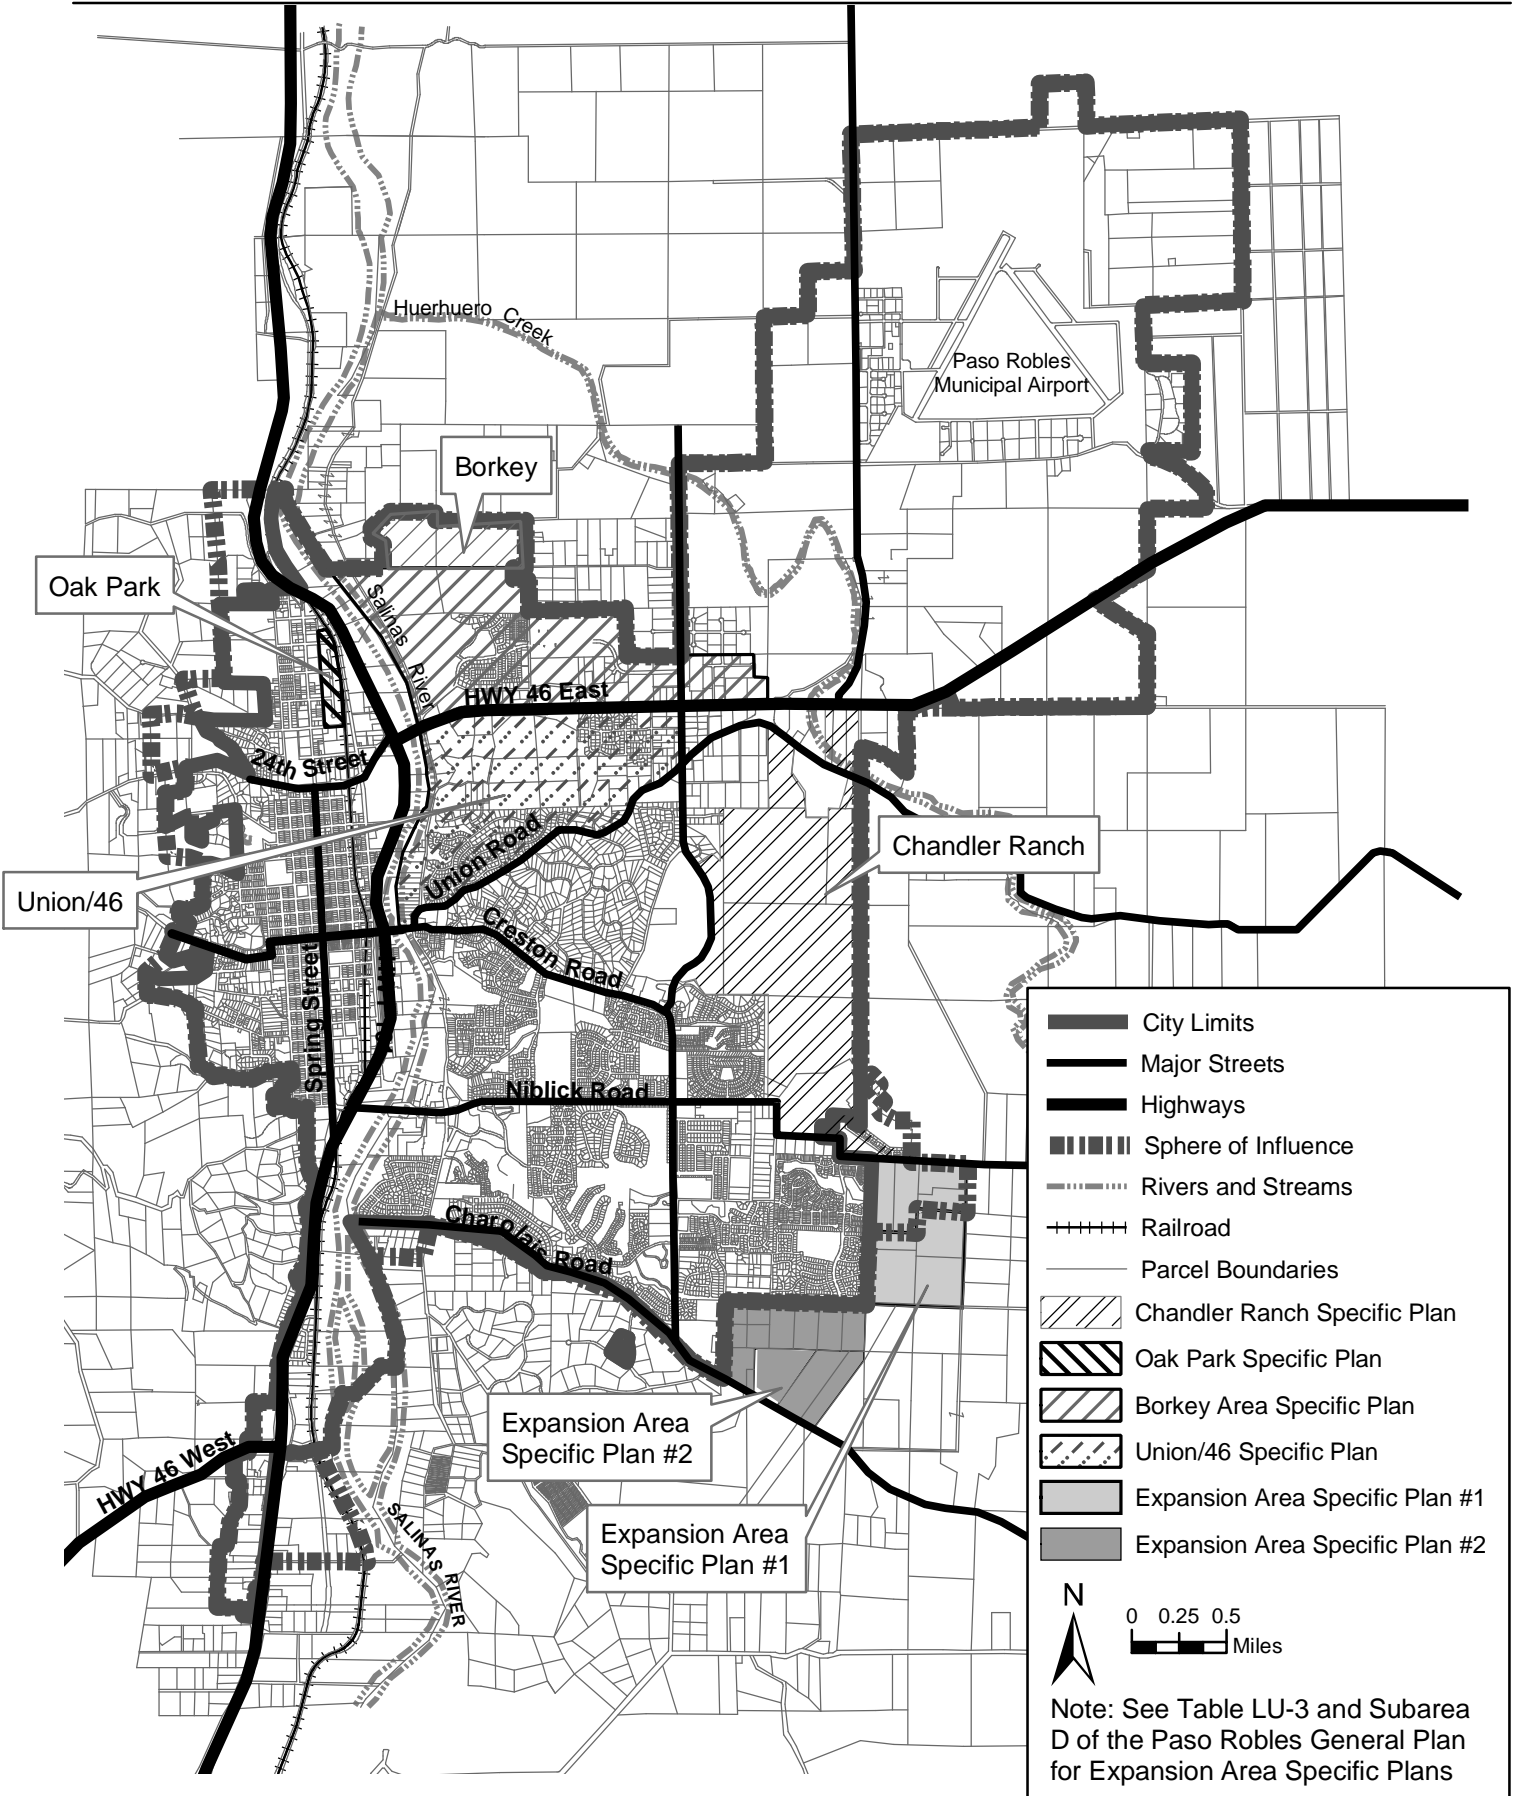 Huerhuero Creek
Paso Robles
Municipal Airport
Borkey
Oak Park
Salinas River
HWY 46 East
24th Street
Union Road
Chandler Ranch
Union/46
Creston Road
Spring Street
Niblick Road
Charolais Road
Expansion Area
Specific Plan #2
HWY 46 West
SALINAS RIVER
Expansion Area
Specific Plan #1
City Limits
Major Streets
Highways
Sphere of Influence
Rivers and Streams
Railroad
Parcel Boundaries
Chandler Ranch Specific Plan
Oak Park Specific Plan
Borkey Area Specific Plan
Union/46 Specific Plan
Expansion Area Specific Plan #1
Expansion Area Specific Plan #2
N
0 0.25 0.5
Miles
Note: See Table LU-3 and Subarea
D of the Paso Robles General Plan
for Expansion Area Specific Plans